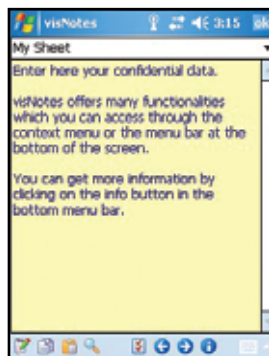 visNotes 3:15 ok
My Sheet
Enter here your confidential data.
visNotes offers many functionalities
which you can access through the
context menu or the menu bar at the
bottom of the screen.
You can get more information by
clicking on the info button in the
bottom menu bar.